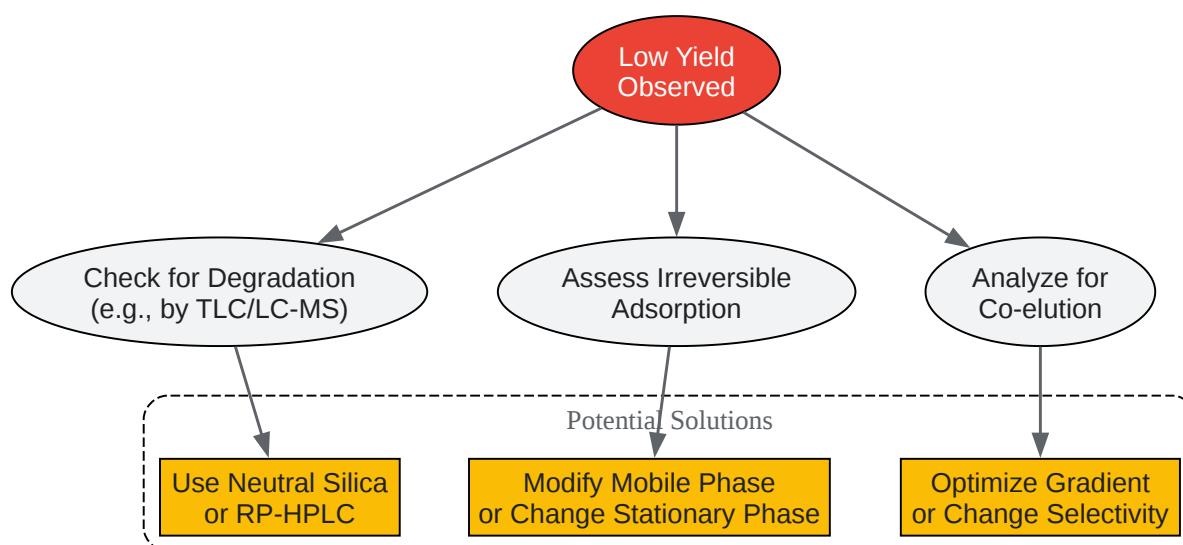 Low Yield
Observed
Check for Degradation
(e.g., by TLC/LC-MS)
Assess Irreversible
Adsorption
Analyze for
Co-elution
Potential Solutions
Use Neutral Silica
or RP-HPLC
Modify Mobile Phase
or Change Stationary Phase
Optimize Gradient
or Change Selectivity